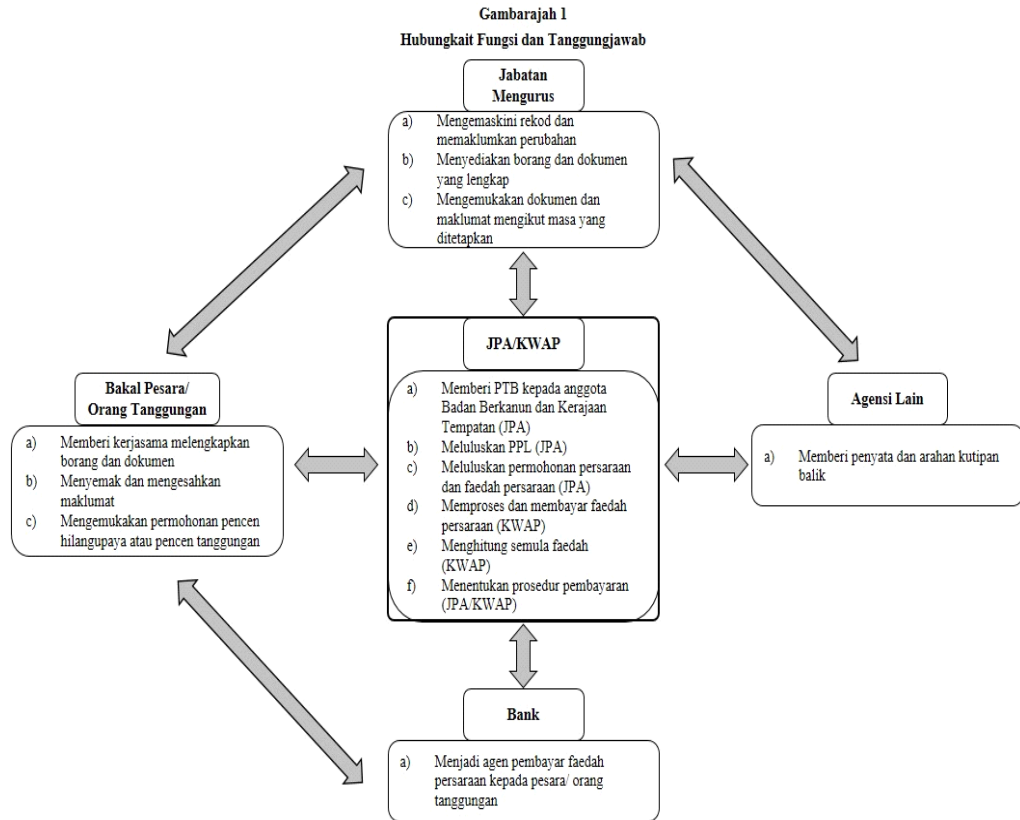 Gambarajah 1
Hubungkait Fungsi dan Tanggungjawab
Jabatan
Mengurus
a) Mengemaskini rekod dan
memaklumkan perubahan
b) Menyediakan borang dan dokumen
yang lengkap
c) Mengemukakan dokumen dan
maklumat mengikut masa yang
ditetapkan
Bakal Pesara/
Orang Tanggungan
a) Memberi kerjasama melengkapkan
borang dan dokumen
b) Menyemak dan mengesahkan
maklumat
c) Mengemukakan permohonan pencen
hilangupaya atau pencen tanggungan
JPA/KWAP
a) Memberi PTB kepada anggota
Badan Berkanun dan Kerajaan
Tempatan (JPA)
b) Meluluskan PPL (JPA)
c) Meluluskan permohonan persaraan
dan faedah persaraan (JPA)
d) Memproses dan membayar faedah
persaraan (KWAP)
e) Menghitung semula faedah
(KWAP)
f) Menentukan prosedur pembayaran
(JPA/KWAP)
Agensi Lain
a) Memberi penyata dan arahan kutipan
balik
Bank
a) Menjadi agen pembayar faedah
persaraan kepada pesara/ orang
tanggungan